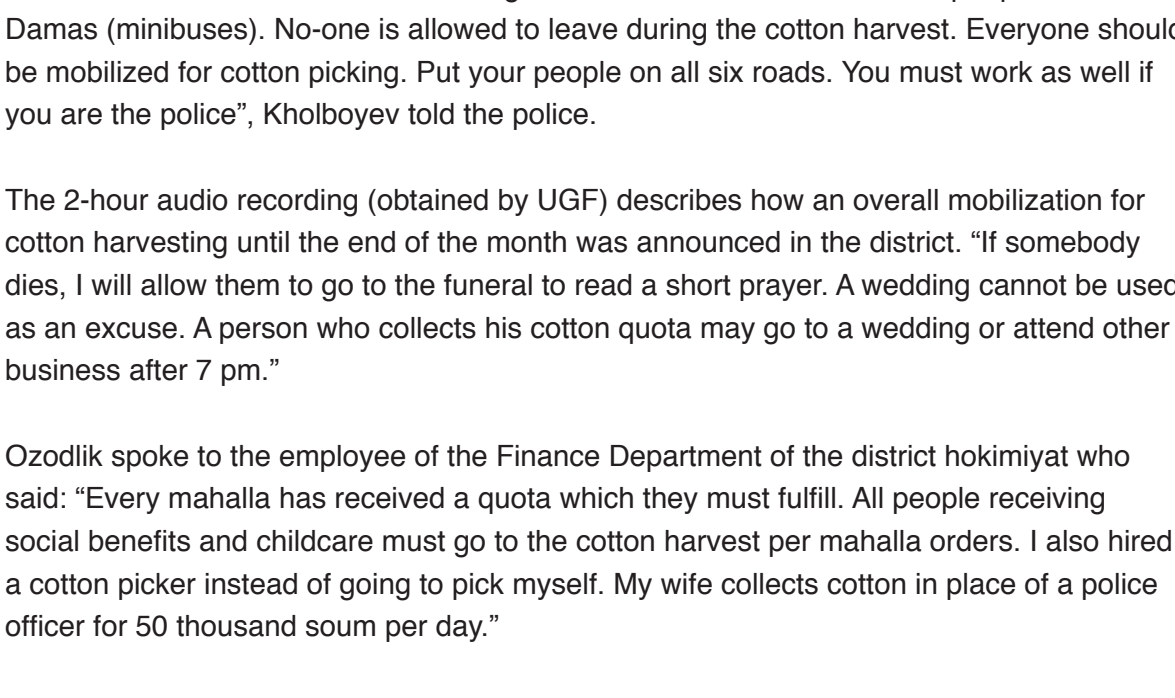 Damas (minibuses). No-one is allowed to leave during the cotton harvest. Everyone should
be mobilized for cotton picking. Put your people on all six roads. You must work as well if
you are the police”, Kholboyev told the police.
The 2-hour audio recording (obtained by UGF) describes how an overall mobilization for
cotton harvesting until the end of the month was announced in the district. “If somebody
dies, I will allow them to go to the funeral to read a short prayer. A wedding cannot be used
as an excuse. A person who collects his cotton quota may go to a wedding or attend other
business after 7 pm.”
Ozodlik spoke to the employee of the Finance Department of the district hokimiyat who
said: “Every mahalla has received a quota which they must fulfill. All people receiving
social benefits and childcare must go to the cotton harvest per mahalla orders. I also hired
a cotton picker instead of going to pick myself. My wife collects cotton in place of a police
officer for 50 thousand soum per day.”